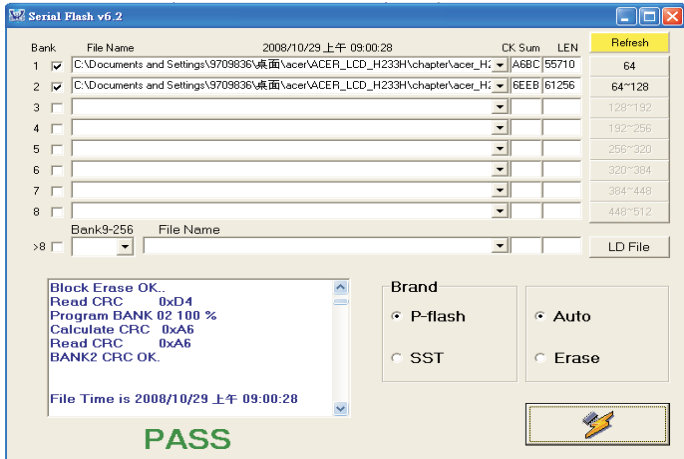 Serial Flash v6.2
Bank File Name 2008/10/29 上午 09:00:28 CK Sum LEN Refresh
1 C:\Documents and Settings\9709836\桌面\acer\ACER_LCD_H233H\chapter\acer_H2 A6BC 55710 64
2 C:\Documents and Settings\9709836\桌面\acer\ACER_LCD_H233H\chapter\acer_H2 6EEB 61256 64~128
3 128~192
4 192~256
5 256~320
6 320~384
7 384~448
8 448~512
Bank9-256 File Name
>8 LD File
Block Erase OK..
Read CRC 0xD4
Program BANK 02 100 %
Calculate CRC 0xA6
Read CRC 0xA6
BANK2 CRC OK.
File Time is 2008/10/29 上午 09:00:28
Brand
P-flash
SST
Auto
Erase
PASS